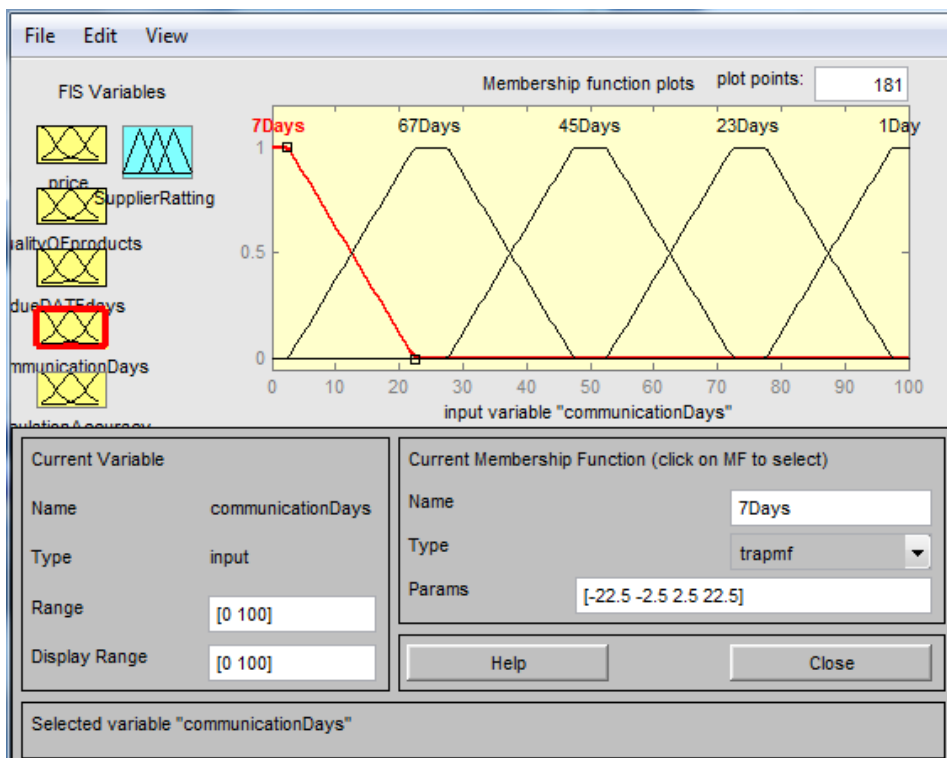 File Edit View
FIS Variables
price
SupplierRatting
alityOFproducts
dueDATEdays
mmunicationDays
Membership function plots plot points: 181
7Days 67Days 45Days 23Days 1Day
1
0.5
0
0 10 20 30 40 50 60 70 80 90 100
input variable "communicationDays"
Current Variable
Name communicationDays
Type input
Range [0 100]
Display Range [0 100]
Current Membership Function (click on MF to select)
Name 7Days
Type trapmf
Params [-22.5 -2.5 2.5 22.5]
Help Close
Selected variable "communicationDays"